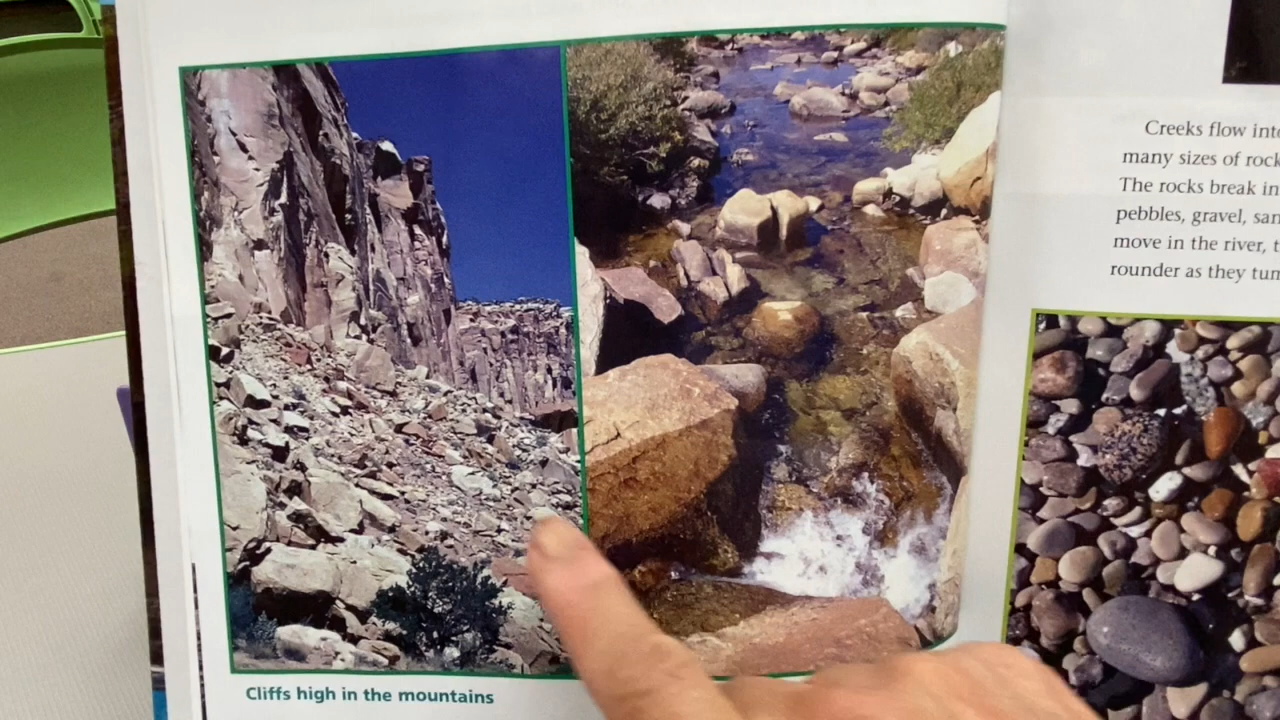 Cliffs high in the mountains
Creeks flow into
many sizes of rock
The rocks break in
pebbles, gravel, san
move in the river, t
rounder as they tum